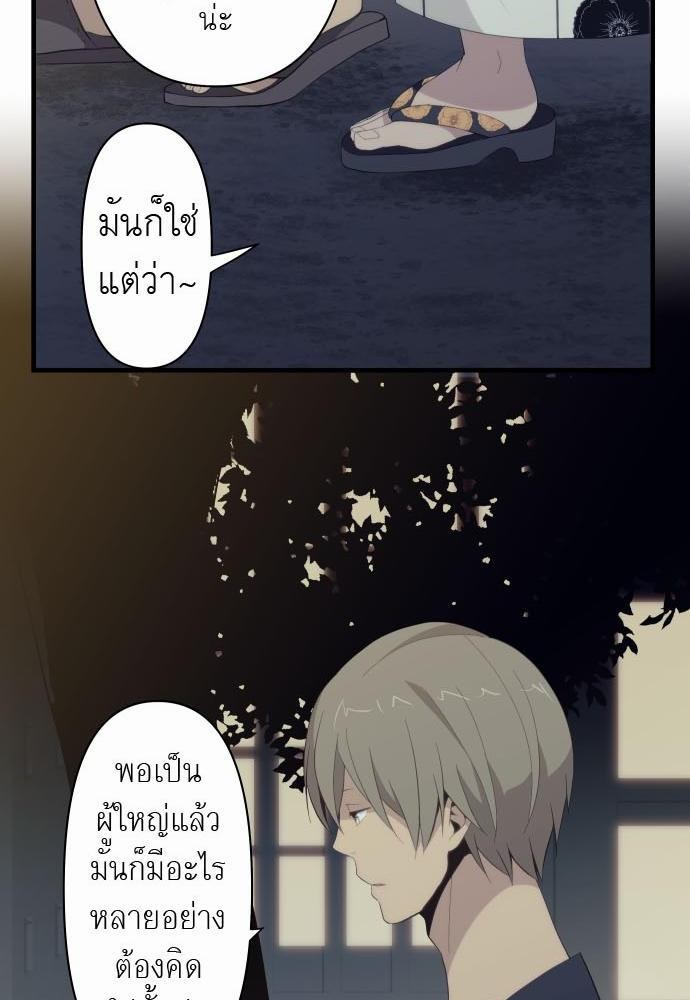 น่ะ
มันก็ใช่
แต่ว่า~
พอเป็น
ผู้ใหญ่แล้ว
มันก็มีอะไร
หลายอย่าง
ต้องคิด